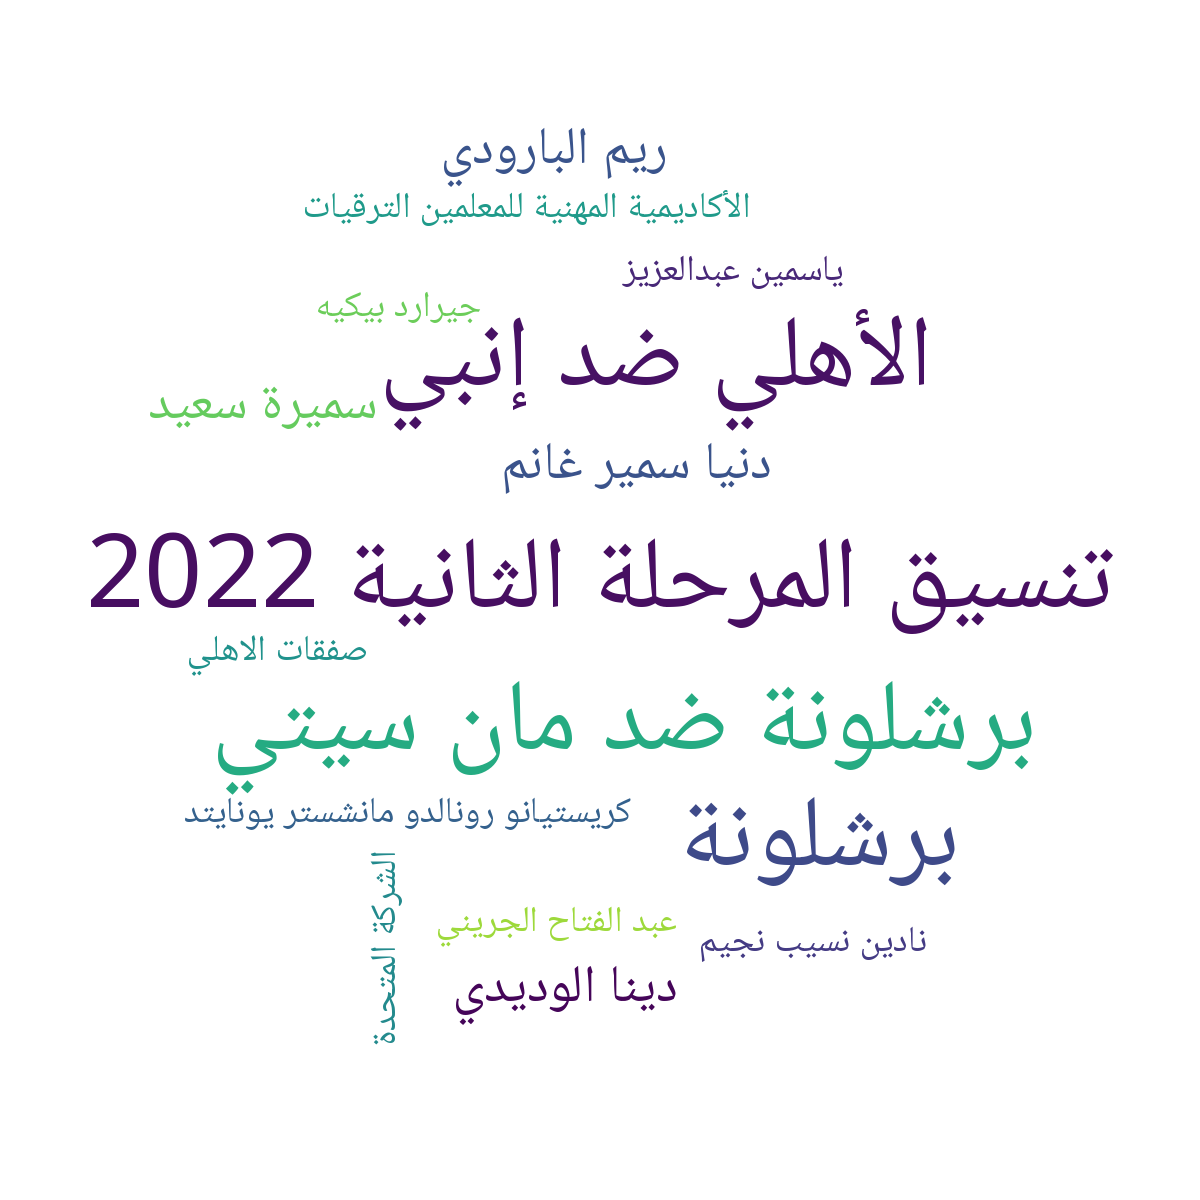 ريم البارودي
الأكاديمية المهنية للمعلمين الترقيات
ياسمين عبدالعزيز
جيرارد بيكيه
الأهلي ضد إنبي
سميرة سعيد
دنيا سمير غانم
تنسيق المرحلة الثانية 2022
صفقات الاهلي
برشلونة ضد مان سيتي
كريستيانو رونالدو مانشستر يونايتد
برشلونة
الشركة المتحدة
عبد الفتاح الجريني
نادين نسيب نجيم
دينا الوديدي